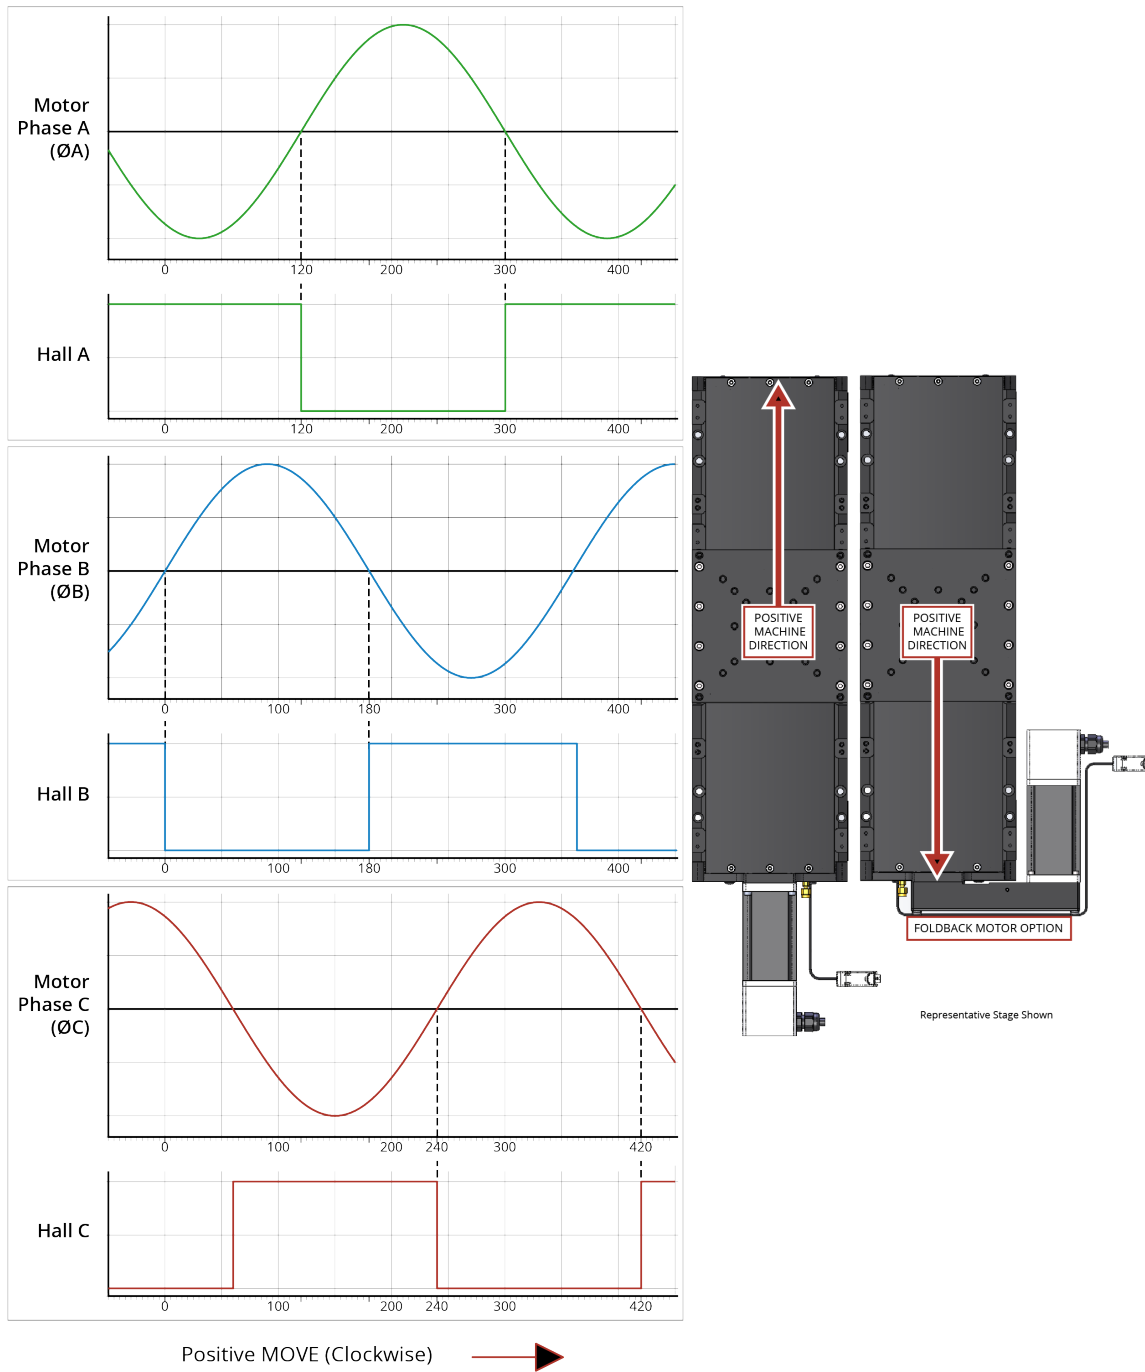 Motor
Phase A
(ØA)
0 120 200 300 400
Hall A
0 120 200 300 400
Motor
Phase B
(ØB)
0 100 180 300 400
Hall B
0 100 180 300 400
Motor
Phase C
(ØC)
0 100 200 240 300 420
Hall C
0 100 200 240 300 420
Positive MOVE (Clockwise)
POSITIVE
MACHINE
DIRECTION
POSITIVE
MACHINE
DIRECTION
FOLDBACK MOTOR OPTION
Representative Stage Shown